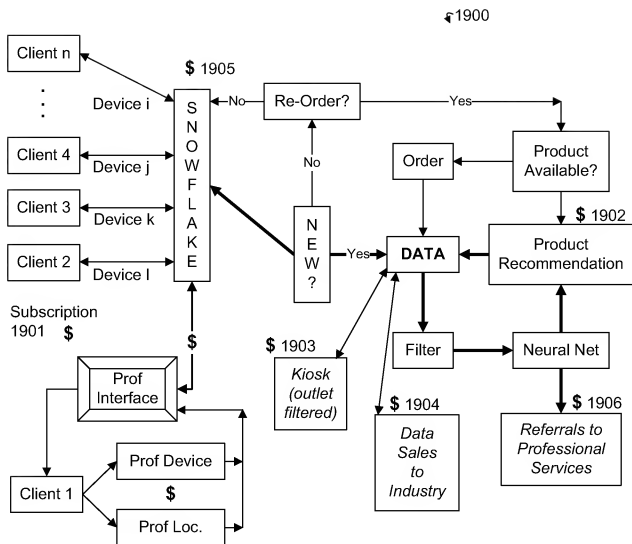 1900
Client n
$ 1905
Device i
SNOWFLAKE
No
Re-Order?
Yes
Client 4
Device j
No
Order
Product
Available?
Client 3
Device k
$ 1902
NEW?
Yes
DATA
Product
Recommendation
Client 2
Device l
Subscription
1901 $
$
$ 1903
Filter
Neural Net
Prof
Interface
Kiosk
(outlet
filtered)
$ 1904
$ 1906
Data
Sales
to
Industry
Referrals to
Professional
Services
Prof Device
Client 1
$
Prof Loc.